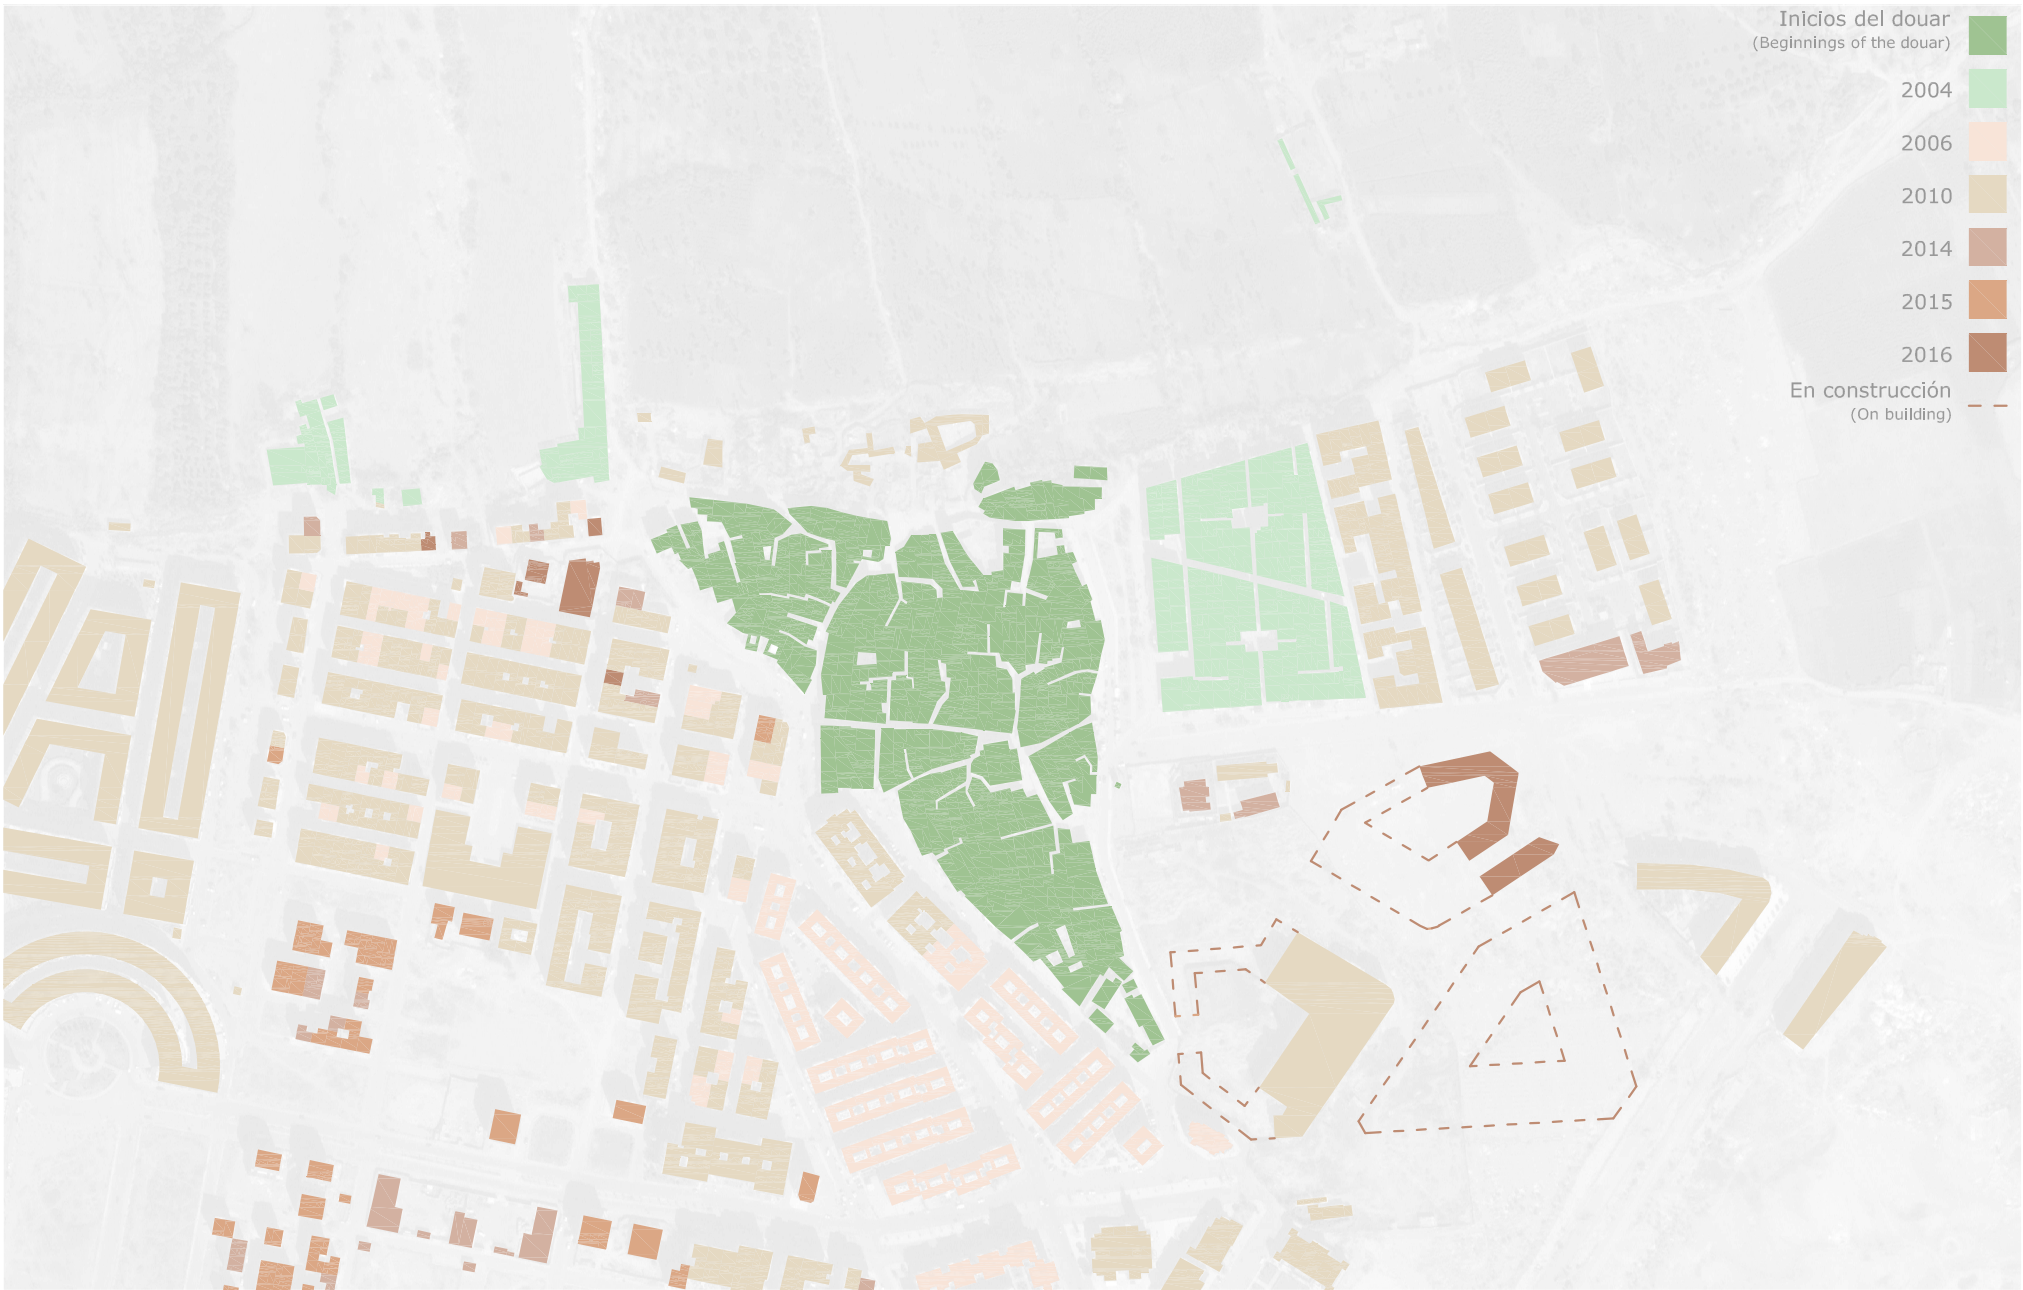 Inicios del douar
(Beginnings of the douar)
2004
2006
2010
2014
2015
2016
En construcción
(On building)